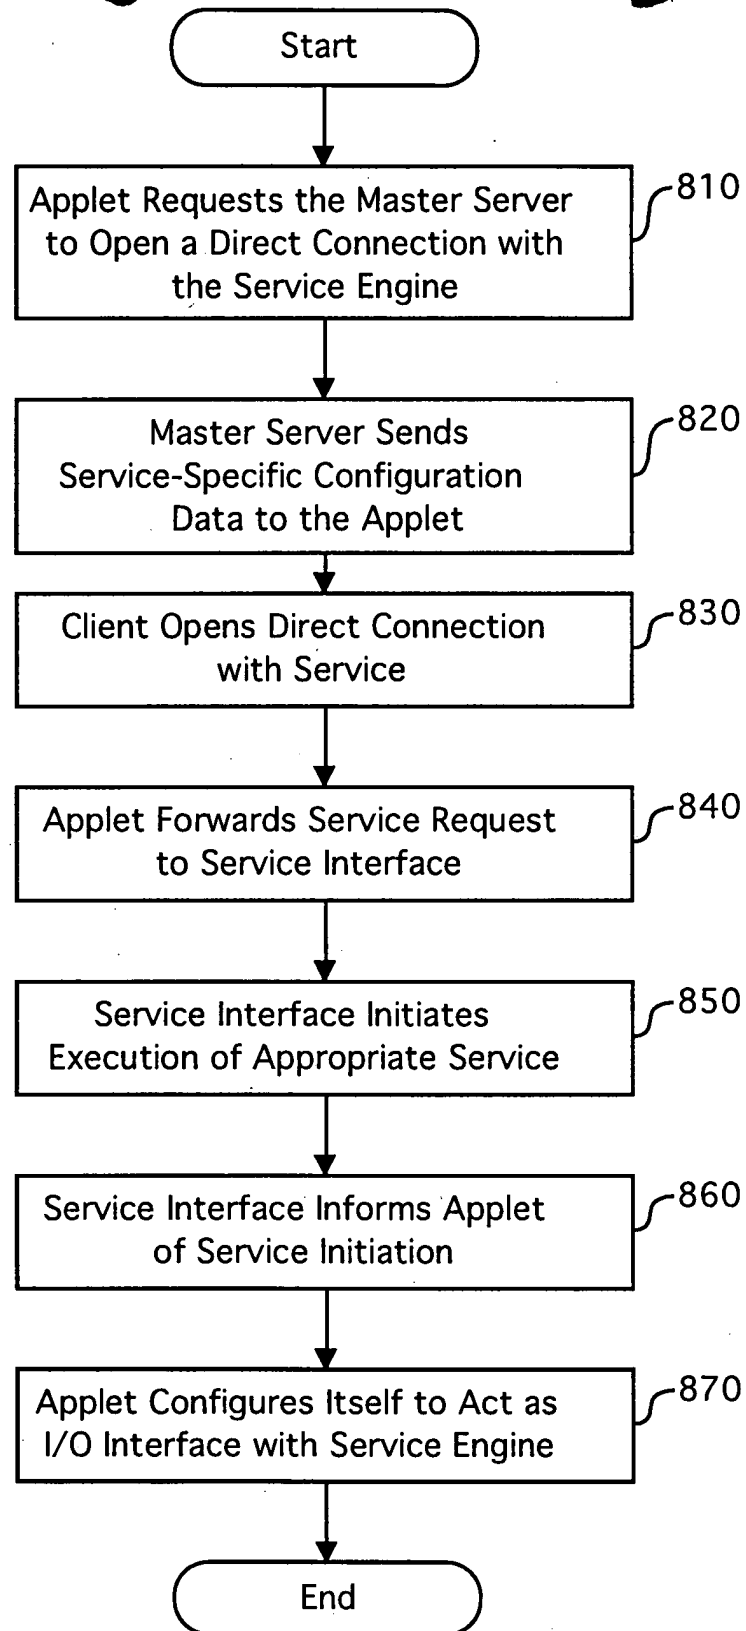 Start
Applet Requests the Master Server
to Open a Direct Connection with
the Service Engine
810
Master Server Sends
Service-Specific Configuration
Data to the Applet
820
Client Opens Direct Connection
with Service
830
Applet Forwards Service Request
to Service Interface
840
Service Interface Initiates
Execution of Appropriate Service
850
Service Interface Informs Applet
of Service Initiation
860
Applet Configures Itself to Act as
I/O Interface with Service Engine
870
End